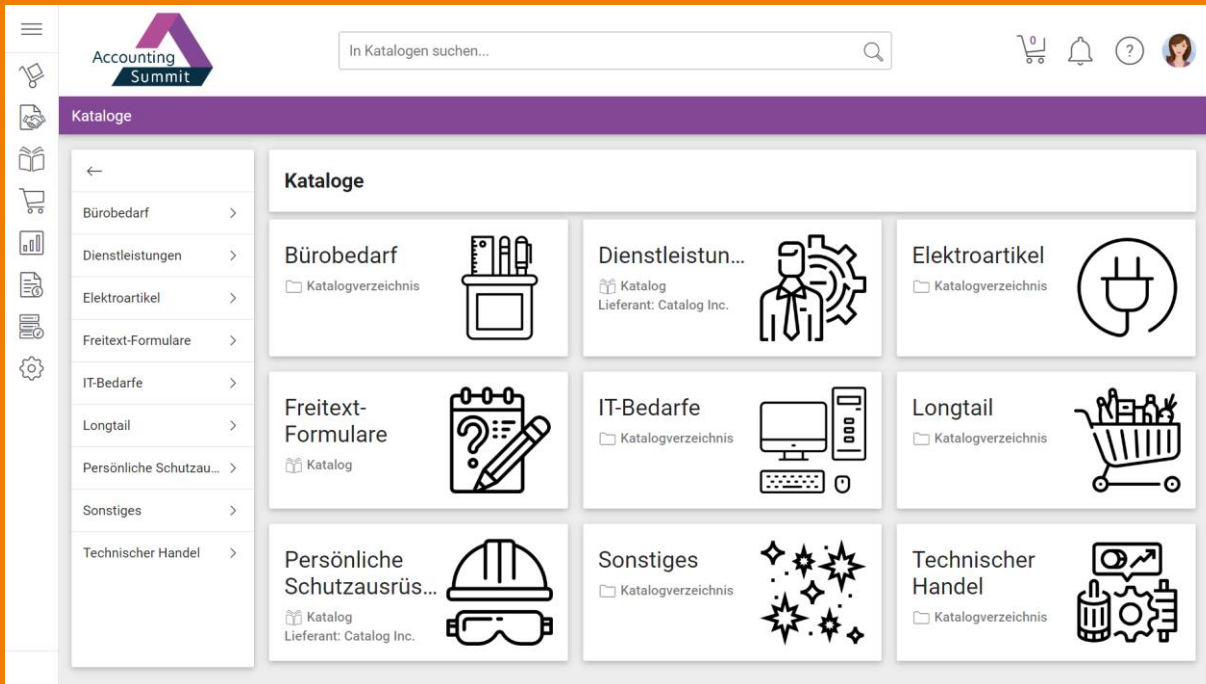 Accounting
Summit
In Katalogen suchen...
0
?
Kataloge
Bürobedarf
Dienstleistungen
Elektroartikel
Freitext-Formulare
IT-Bedarfe
Longtail
Persönliche Schutzau...
Sonstiges
Technischer Handel
Kataloge
Bürobedarf
Katalogverzeichnis
Dienstleistun...
Katalog
Lieferant: Catalog Inc.
Elektroartikel
Katalogverzeichnis
Freitext-
Formulare
Katalog
IT-Bedarfe
Katalogverzeichnis
Longtail
Katalogverzeichnis
Persönliche
Schutzausrüs...
Katalog
Lieferant: Catalog Inc.
Sonstiges
Katalogverzeichnis
Technischer
Handel
Katalogverzeichnis